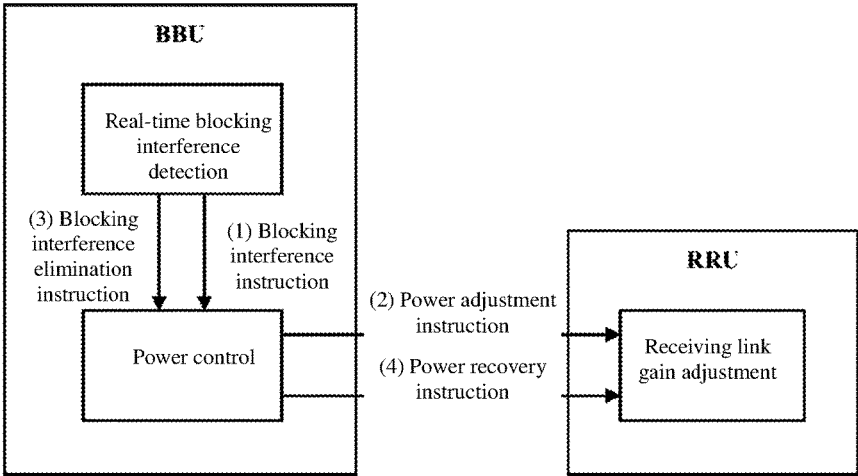 BBU
Real-time blocking
interference
detection
(3) Blocking
interference
elimination
instruction
(1) Blocking
interference
instruction
Power control
(2) Power adjustment
instruction
(4) Power recovery
instruction
RRU
Receiving link
gain adjustment